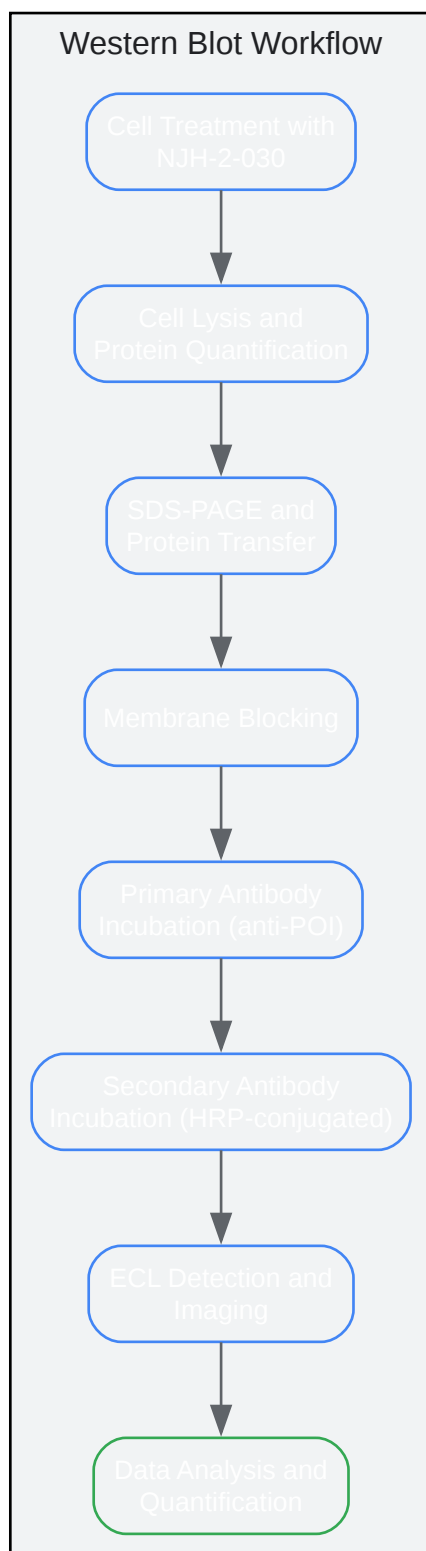 Western Blot Workflow
Cell Treatment with
NJH-2-030
Cell Lysis and
Protein Quantification
SDS-PAGE and
Protein Transfer
Membrane Blocking
Primary Antibody
Incubation (anti-POI)
Secondary Antibody
Incubation (HRP-conjugated)
ECL Detection and
Imaging
Data Analysis and
Quantification